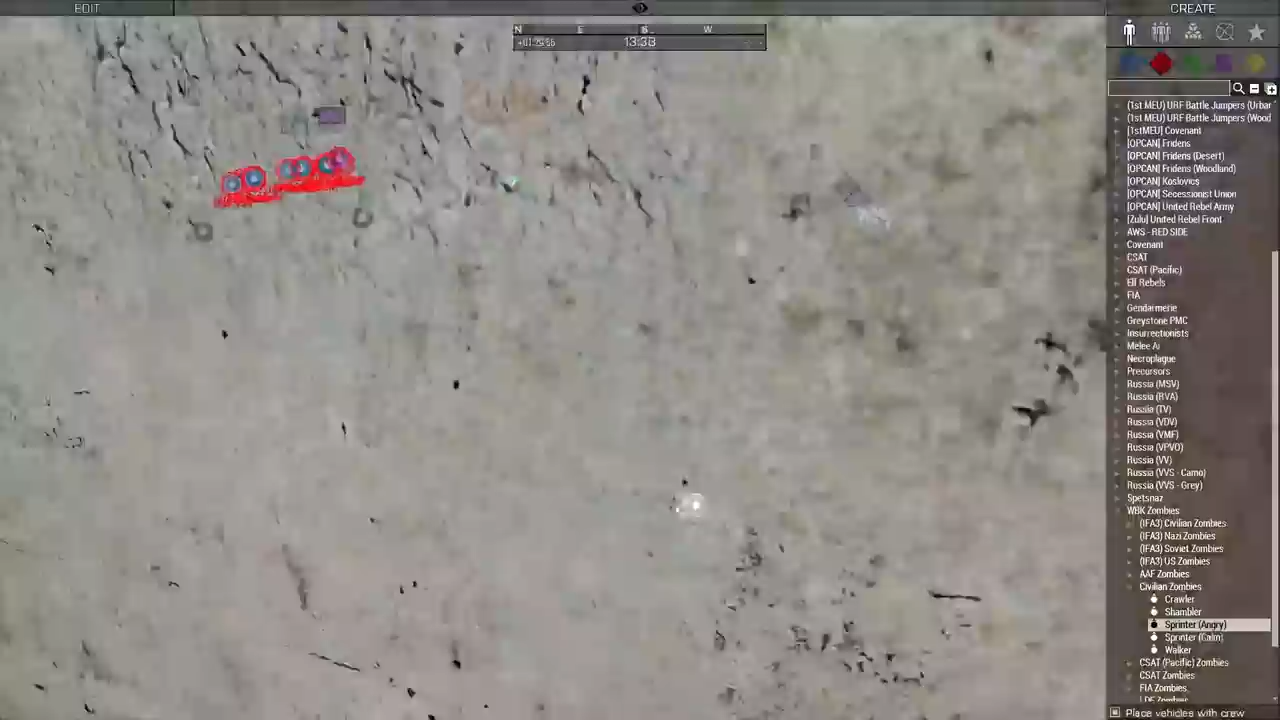 EDIT
CREATE
N E S W
13:38
(1st MEU) URF Battle Jumpers (Urbar
(1st MEU) URF Battle Jumpers (Wood
[1stMEU] Covenant
[OPCAN] Fridens
[OPCAN] Fridens (Desert)
[OPCAN] Fridens (Woodland)
[OPCAN] Koslovics
[OPCAN] Secessionist Union
[OPCAN] United Rebel Army
[Zulu] United Rebel Front
AWS - RED SIDE
Covenant
CSAT
CSAT (Pacific)
Elf Rebels
FIA
Gendarmerie
Greystone PMC
Insurrectionists
Melee Ai
Necroplague
Precursors
Russia (MSV)
Russia (RVA)
Russia (TV)
Russia (VDV)
Russia (VMF)
Russia (VPVO)
Russia (VV)
Russia (VVS - Camo)
Russia (VVS - Grey)
Spetsnaz
WBK Zombies
(IFA3) Civilian Zombies
(IFA3) Nazi Zombies
(IFA3) Soviet Zombies
(IFA3) US Zombies
AAF Zombies
Civilian Zombies
Crawler
Shambler
Sprinter (Angry)
Sprinter (Calm)
Walker
CSAT (Pacific) Zombies
CSAT Zombies
FIA Zombies
LDF Zombies
Place vehicles with crew